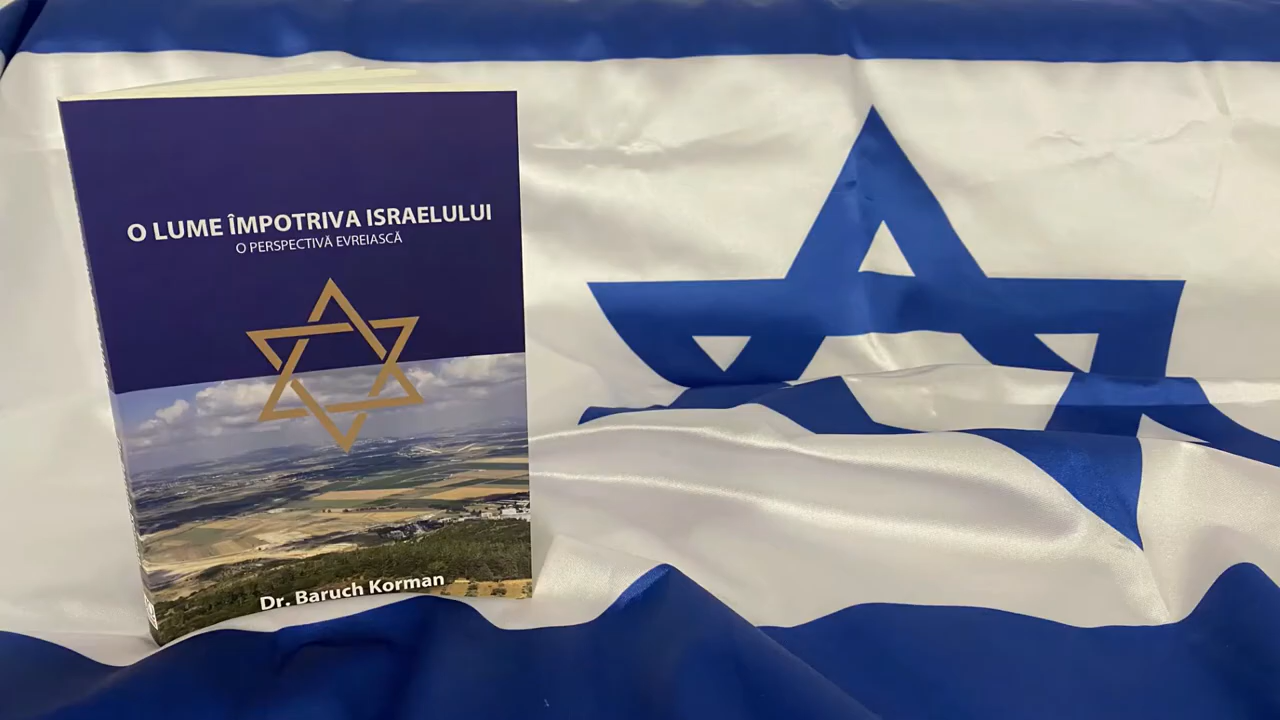 O LUME ÎMPOTRIVA ISRAELULUI
O PERSPECTIVĂ EVREIASCĂ
Dr. Baruch Korman